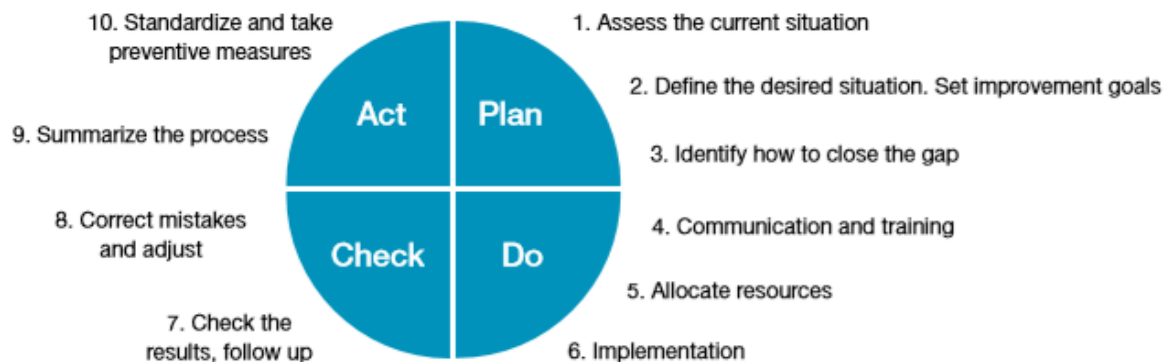 1. Assess the current situation
2. Define the desired situation. Set improvement goals
3. Identify how to close the gap
4. Communication and training
5. Allocate resources
6. Implementation
7. Check the
results, follow up
8. Correct mistakes
and adjust
9. Summarize the process
10. Standardize and take
preventive measures
Act
Plan
Check
Do